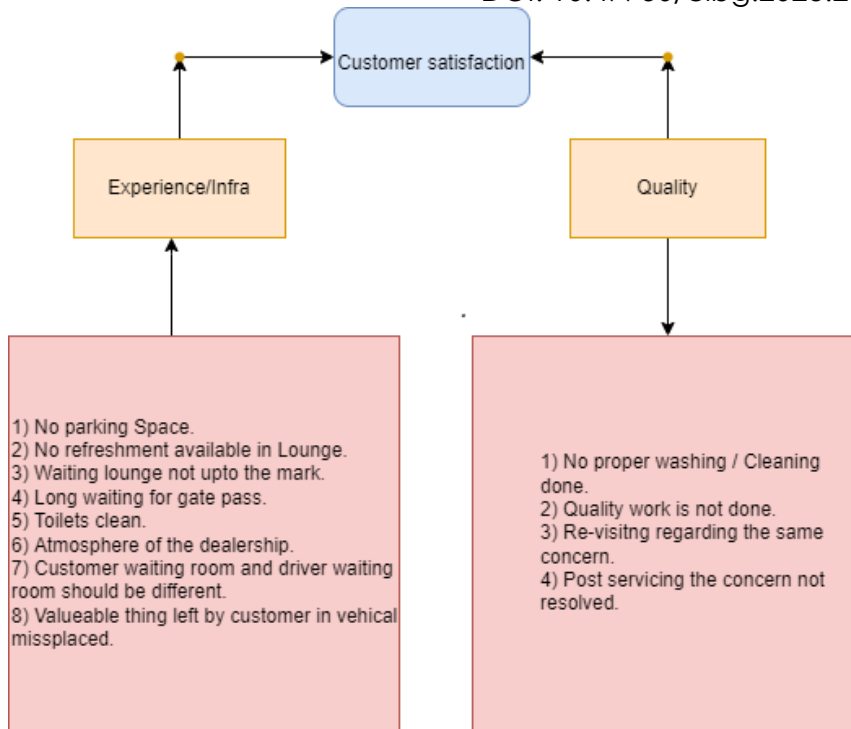 Customer satisfaction
Experience/Infra
Quality
1) No parking Space.
2) No refreshment available in Lounge.
3) Waiting lounge not upto the mark.
4) Long waiting for gate pass.
5) Toilets clean.
6) Atmosphere of the dealership.
7) Customer waiting room and driver waiting
room should be different.
8) Valueable thing left by customer in vehical
missplaced.
1) No proper washing / Cleaning
done.
2) Quality work is not done.
3) Re-visitng regarding the same
concern.
4) Post servicing the concern not
resolved.